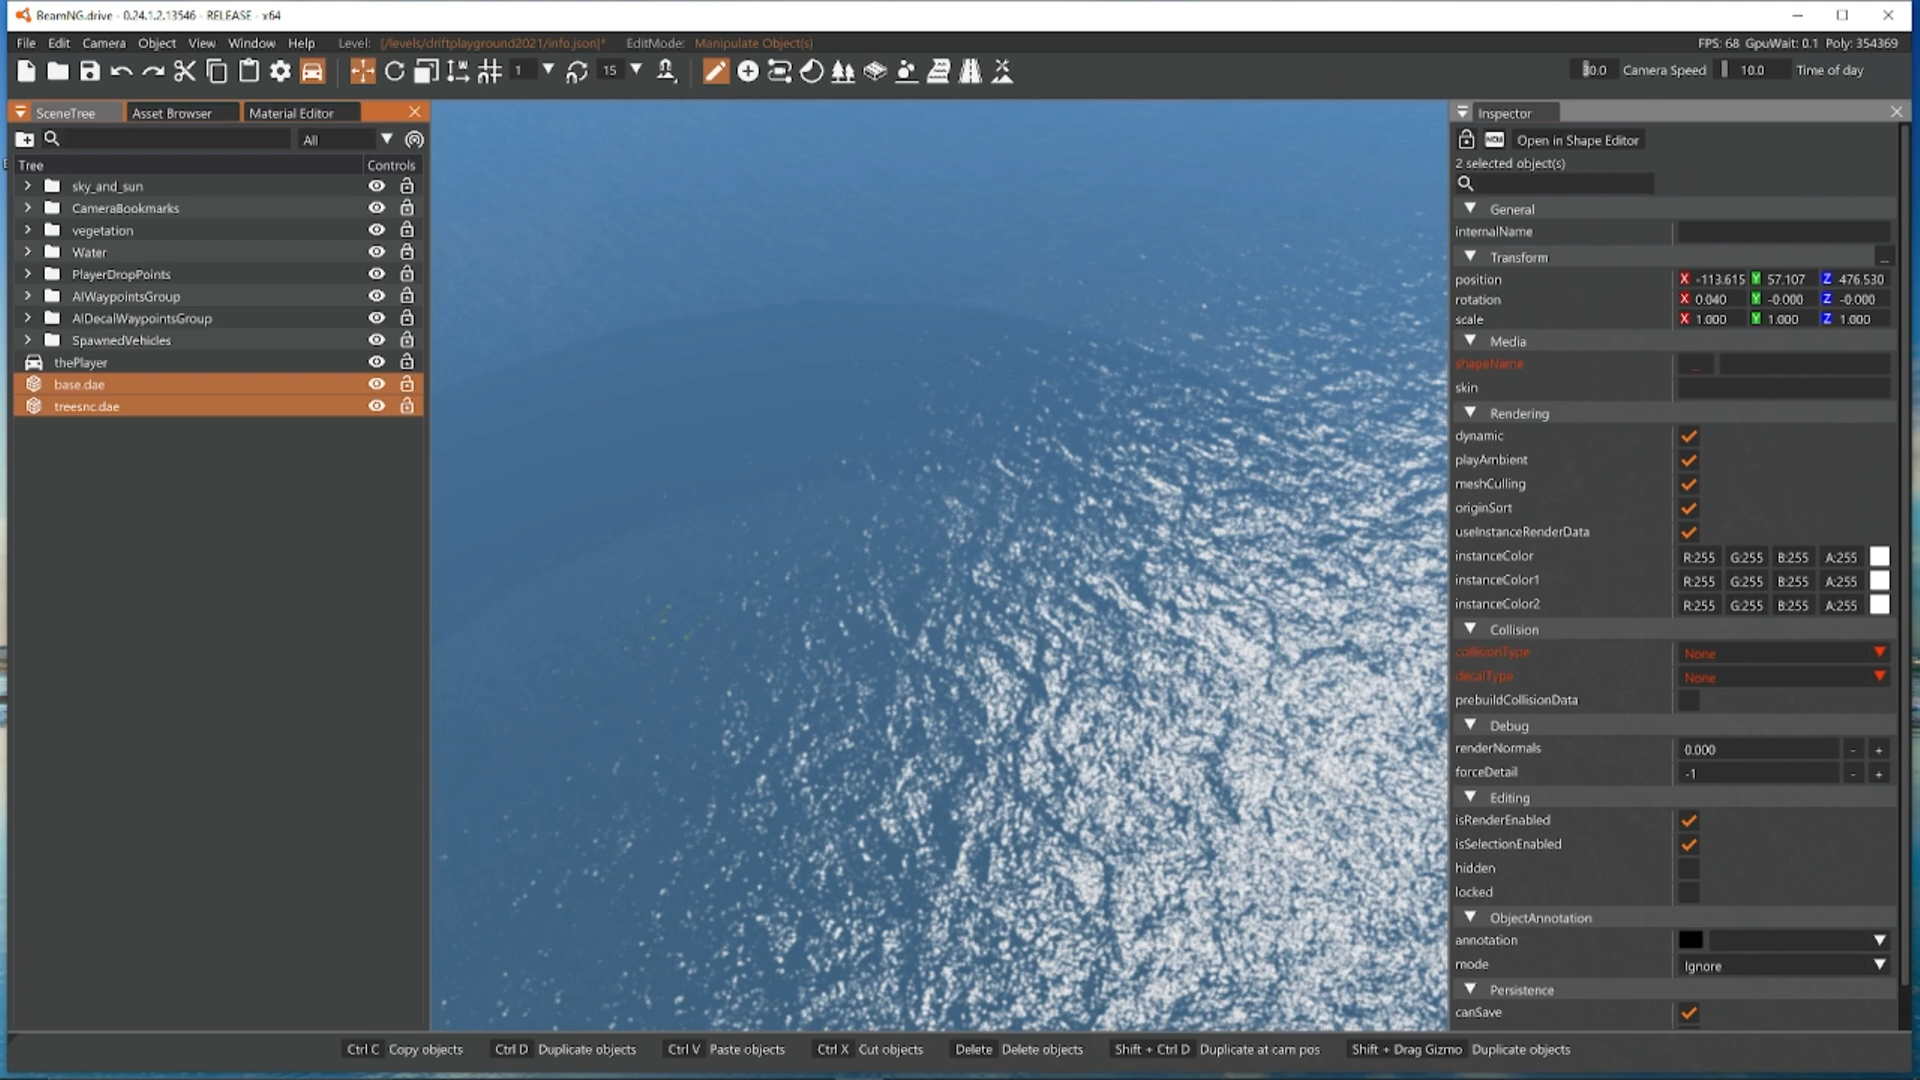 BeamNG.drive - 0.24.1.2.13546 - RELEASE - x64
File Edit Camera Object View Window Help Level: [/levels/driftplayground2021/info.json]* EditMode: Manipulate Object(s) FPS: 68 GpuWait: 0.1 Poly: 354369
1 15 30.0 Camera Speed 10.0 Time of day
SceneTree Asset Browser Material Editor
All
Tree Controls
sky_and_sun
CameraBookmarks
vegetation
Water
PlayerDropPoints
AIWaypointsGroup
AIDecalWaypointsGroup
SpawnedVehicles
thePlayer
base.dae
treesnc.dae
Inspector
NOU Open in Shape Editor
2 selected object(s)
General
internalName
Transform ...
position X -113.615 Y 57.107 Z 476.530
rotation X 0.040 Y -0.000 Z -0.000
scale X 1.000 Y 1.000 Z 1.000
Media
shapeName ...
skin
Rendering
dynamic
playAmbient
meshCulling
originSort
useInstanceRenderData
instanceColor R:255 G:255 B:255 A:255
instanceColor1 R:255 G:255 B:255 A:255
instanceColor2 R:255 G:255 B:255 A:255
Collision
collisionType None
decalType None
prebuildCollisionData
Debug
renderNormals 0.000 - +
forceDetail -1 - +
Editing
isRenderEnabled
isSelectionEnabled
hidden
locked
ObjectAnnotation
annotation
mode Ignore
Persistence
canSave
Ctrl C Copy objects Ctrl D Duplicate objects Ctrl V Paste objects Ctrl X Cut objects Delete Delete objects Shift + Ctrl D Duplicate at cam pos Shift + Drag Gizmo Duplicate objects